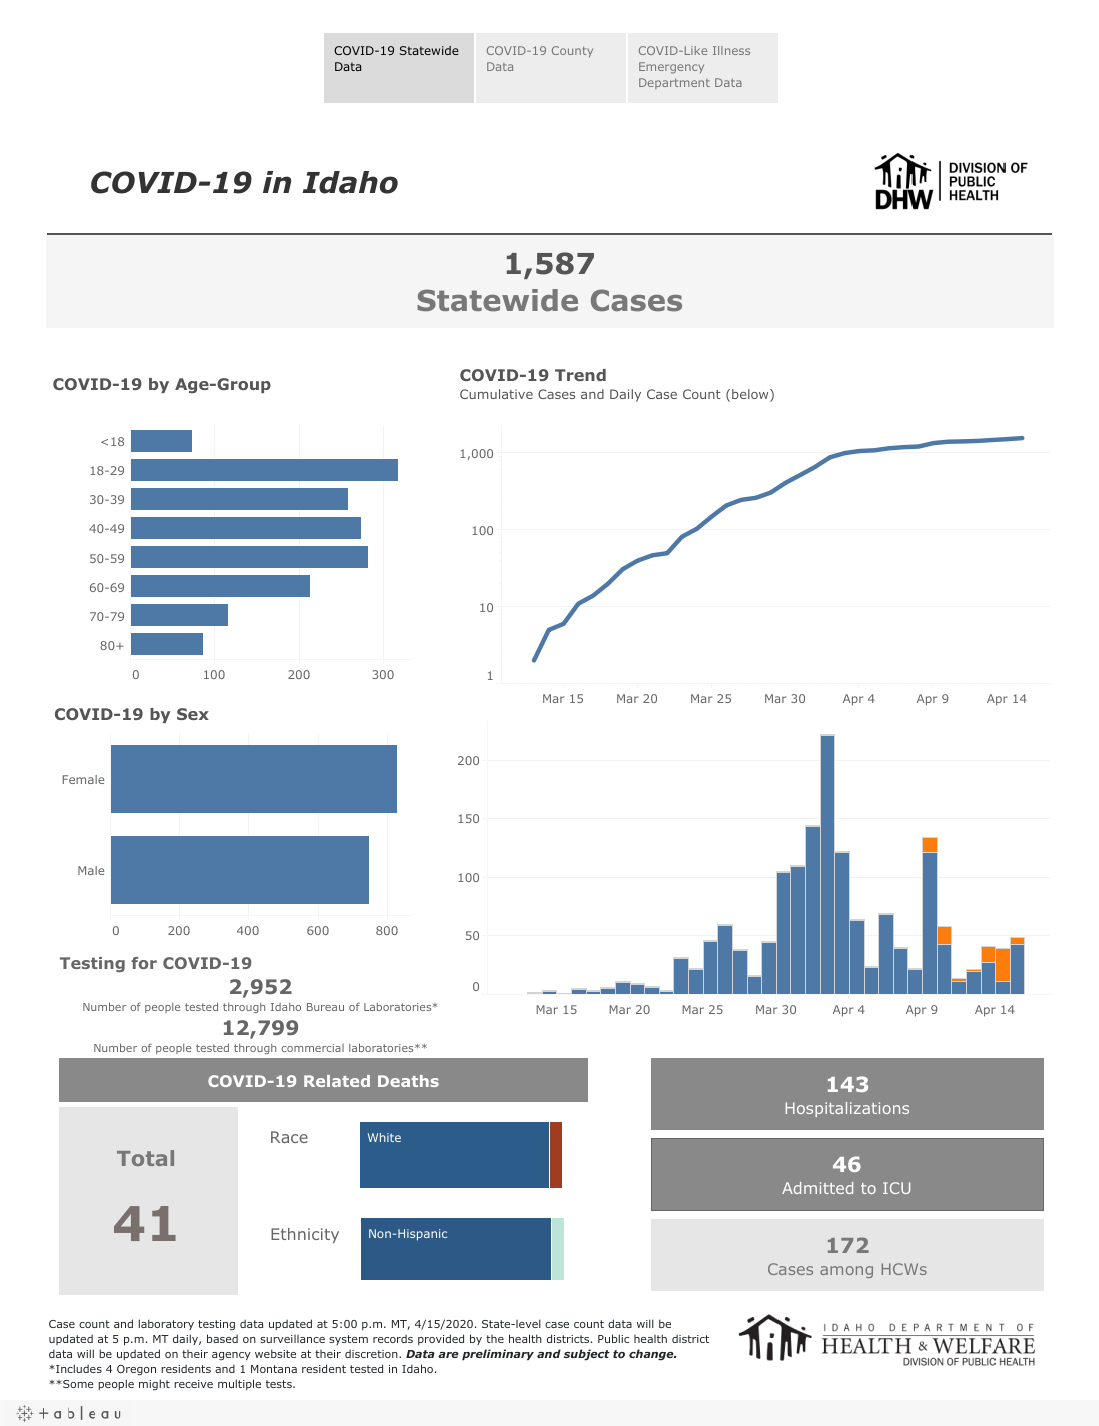 COVID-19 Statewide
Data
COVID-19 County
Data
COVID-Like Illness
Emergency
Department Data
COVID-19 in Idaho
DHW
DIVISION OF
PUBLIC
HEALTH
1,587
Statewide Cases
COVID-19 by Age-Group
<18
18-29
30-39
40-49
50-59
60-69
70-79
80+
0 100 200 300
COVID-19 Trend
Cumulative Cases and Daily Case Count (below)
1,000
100
10
1
Mar 15 Mar 20 Mar 25 Mar 30 Apr 4 Apr 9 Apr 14
COVID-19 by Sex
Female
Male
0 200 400 600 800
200
150
100
50
0
Mar 15 Mar 20 Mar 25 Mar 30 Apr 4 Apr 9 Apr 14
Testing for COVID-19
2,952
Number of people tested through Idaho Bureau of Laboratories*
12,799
Number of people tested through commercial laboratories**
COVID-19 Related Deaths
Total
41
Race
White
Ethnicity
Non-Hispanic
143
Hospitalizations
46
Admitted to ICU
172
Cases among HCWs
Case count and laboratory testing data updated at 5:00 p.m. MT, 4/15/2020. State-level case count data will be
updated at 5 p.m. MT daily, based on surveillance system records provided by the health districts. Public health district
data will be updated on their agency website at their discretion. Data are preliminary and subject to change.
*Includes 4 Oregon residents and 1 Montana resident tested in Idaho.
**Some people might receive multiple tests.
IDAHO DEPARTMENT OF
HEALTH & WELFARE
DIVISION OF PUBLIC HEALTH
+ableau